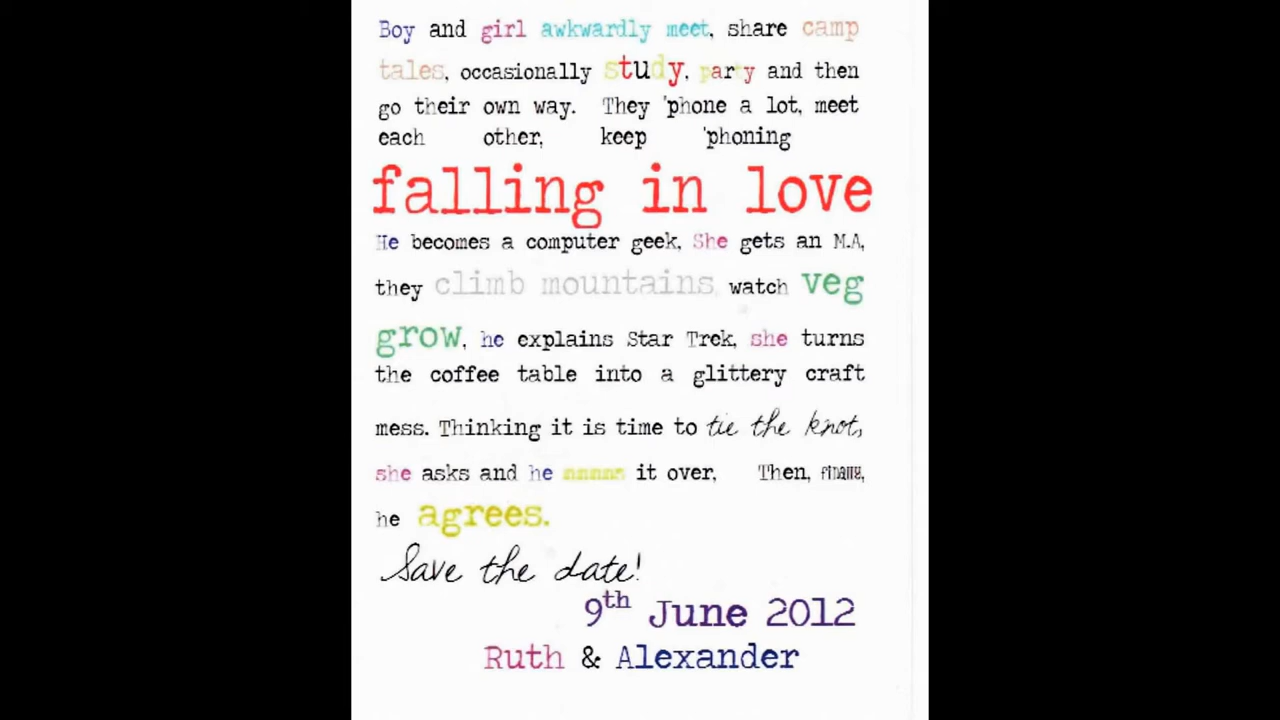 Boy and girl awkwardly meet, share camp
tales, occasionally study, party and then
go their own way. They 'phone a lot, meet
each other, keep 'phoning
falling in love
He becomes a computer geek, She gets an M.A,
they climb mountains, watch veg
grow, he explains Star Trek, she turns
the coffee table into a glittery craft
mess. Thinking it is time to tie the knot,
she asks and he it over, Then, finally,
he agrees.
Save the date!
9th June 2012
Ruth & Alexander